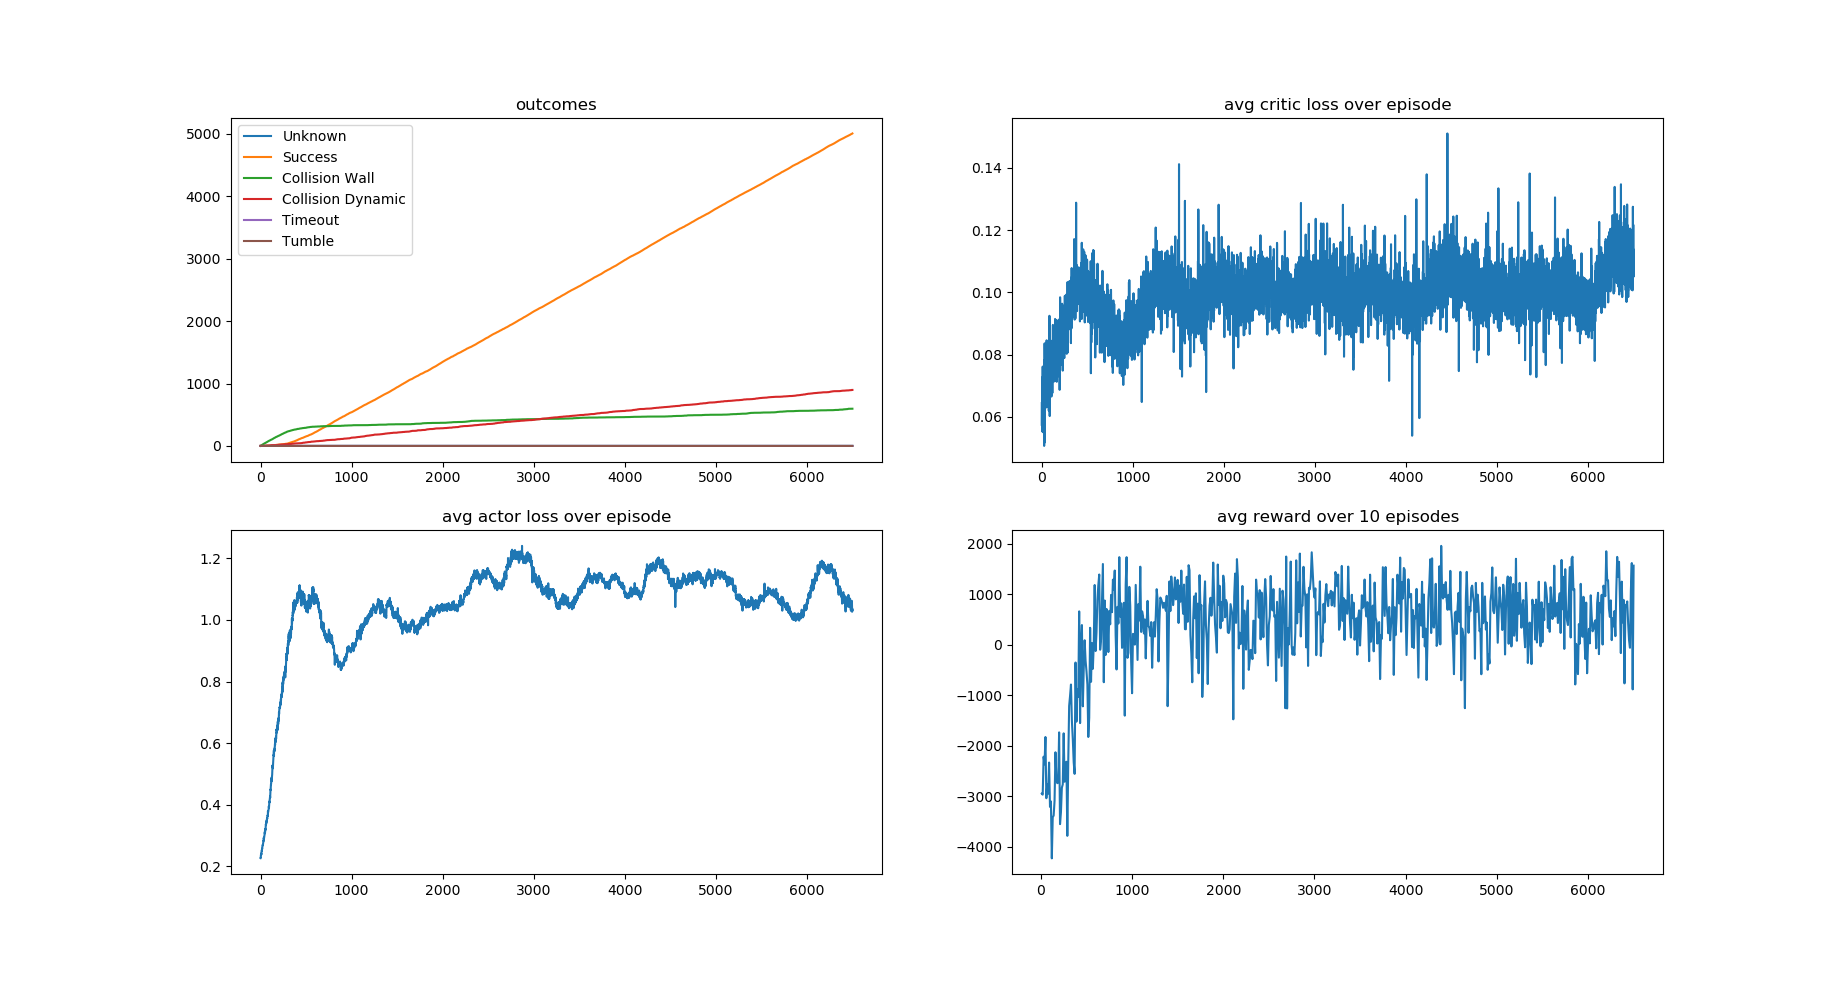 outcomes
5000
4000
3000
2000
1000
0
Unknown
Success
Collision Wall
Collision Dynamic
Timeout
Tumble
0 1000 2000 3000 4000 5000 6000
avg critic loss over episode
0.14
0.12
0.10
0.08
0.06
0 1000 2000 3000 4000 5000 6000
avg actor loss over episode
1.2
1.0
0.8
0.6
0.4
0.2
0 1000 2000 3000 4000 5000 6000
avg reward over 10 episodes
2000
1000
0
−1000
−2000
−3000
−4000
0 1000 2000 3000 4000 5000 6000